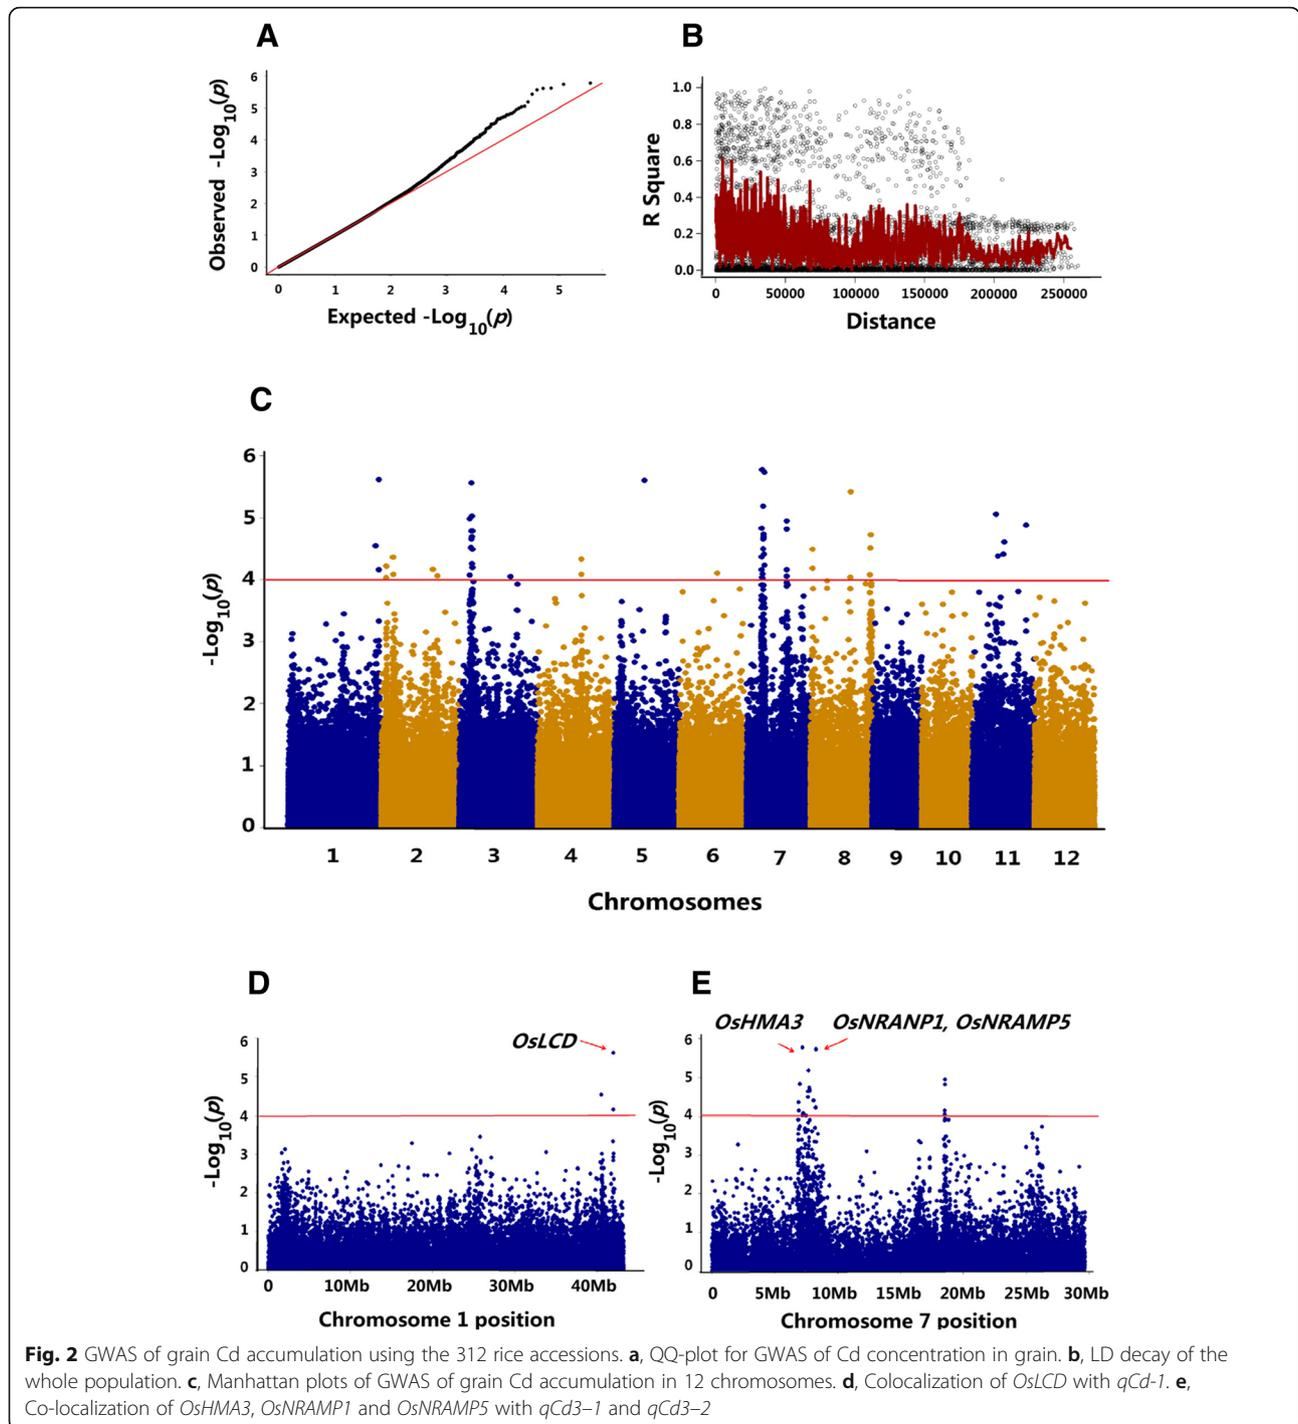 A
6
5
4
3
2
1
0
Observed -Log10(p)
0 1 2 3 4 5
Expected -Log10(p)
B
1.0
0.8
0.6
0.4
0.2
0.0
R Square
0 50000 100000 150000 200000 250000
Distance
C
6
5
4
3
2
1
0
-Log10(p)
1 2 3 4 5 6 7 8 9 10 11 12
Chromosomes
D
OsLCD
6
5
4
3
2
1
0
-Log10(p)
0 10Mb 20Mb 30Mb 40Mb
Chromosome 1 position
E
OsHMA3 OsNRANP1, OsNRAMP5
6
5
4
3
2
1
0
-Log10(p)
0 5Mb 10Mb 15Mb 20Mb 25Mb 30Mb
Chromosome 7 position
Fig. 2 GWAS of grain Cd accumulation using the 312 rice accessions. a, QQ-plot for GWAS of Cd concentration in grain. b, LD decay of the
whole population. c, Manhattan plots of GWAS of grain Cd accumulation in 12 chromosomes. d, Colocalization of OsLCD with qCd-1. e,
Co-localization of OsHMA3, OsNRAMP1 and OsNRAMP5 with qCd3–1 and qCd3–2